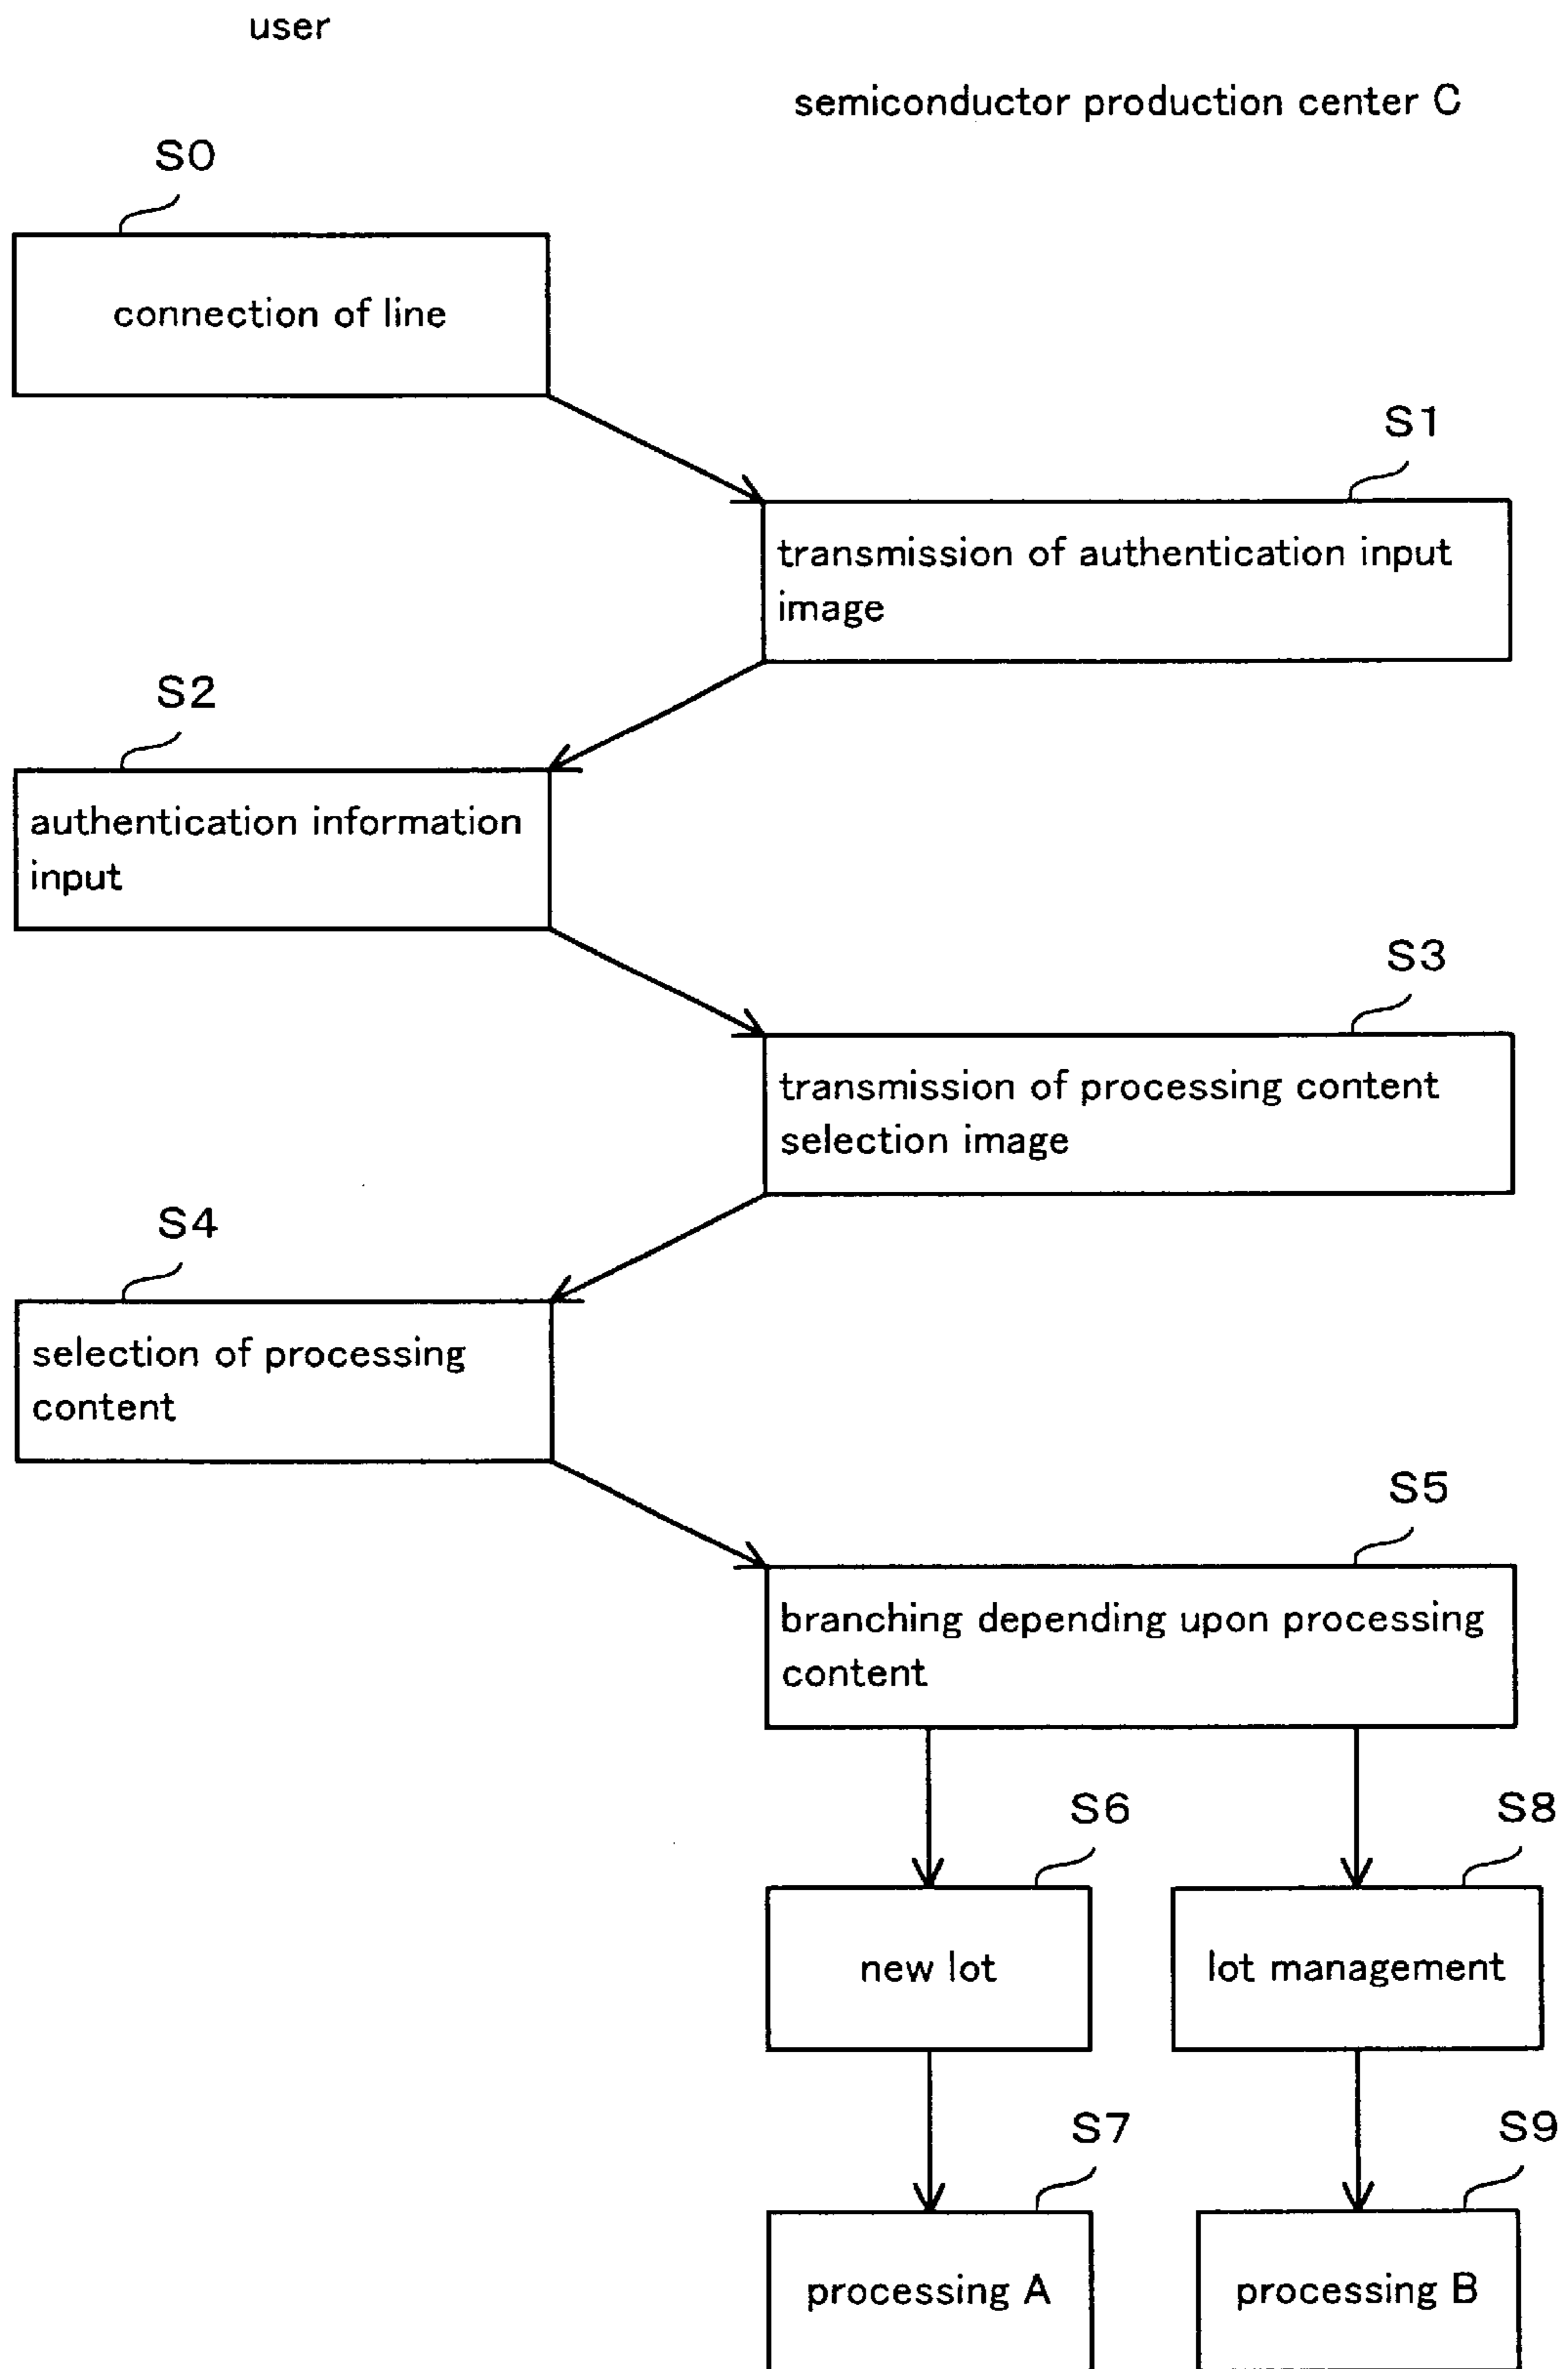 user
semiconductor production center C
S0
connection of line
S1
transmission of authentication input
image
S2
authentication information
input
S3
transmission of processing content
selection image
S4
selection of processing
content
S5
branching depending upon processing
content
S6
S8
new lot
lot management
S7
S9
processing A
processing B